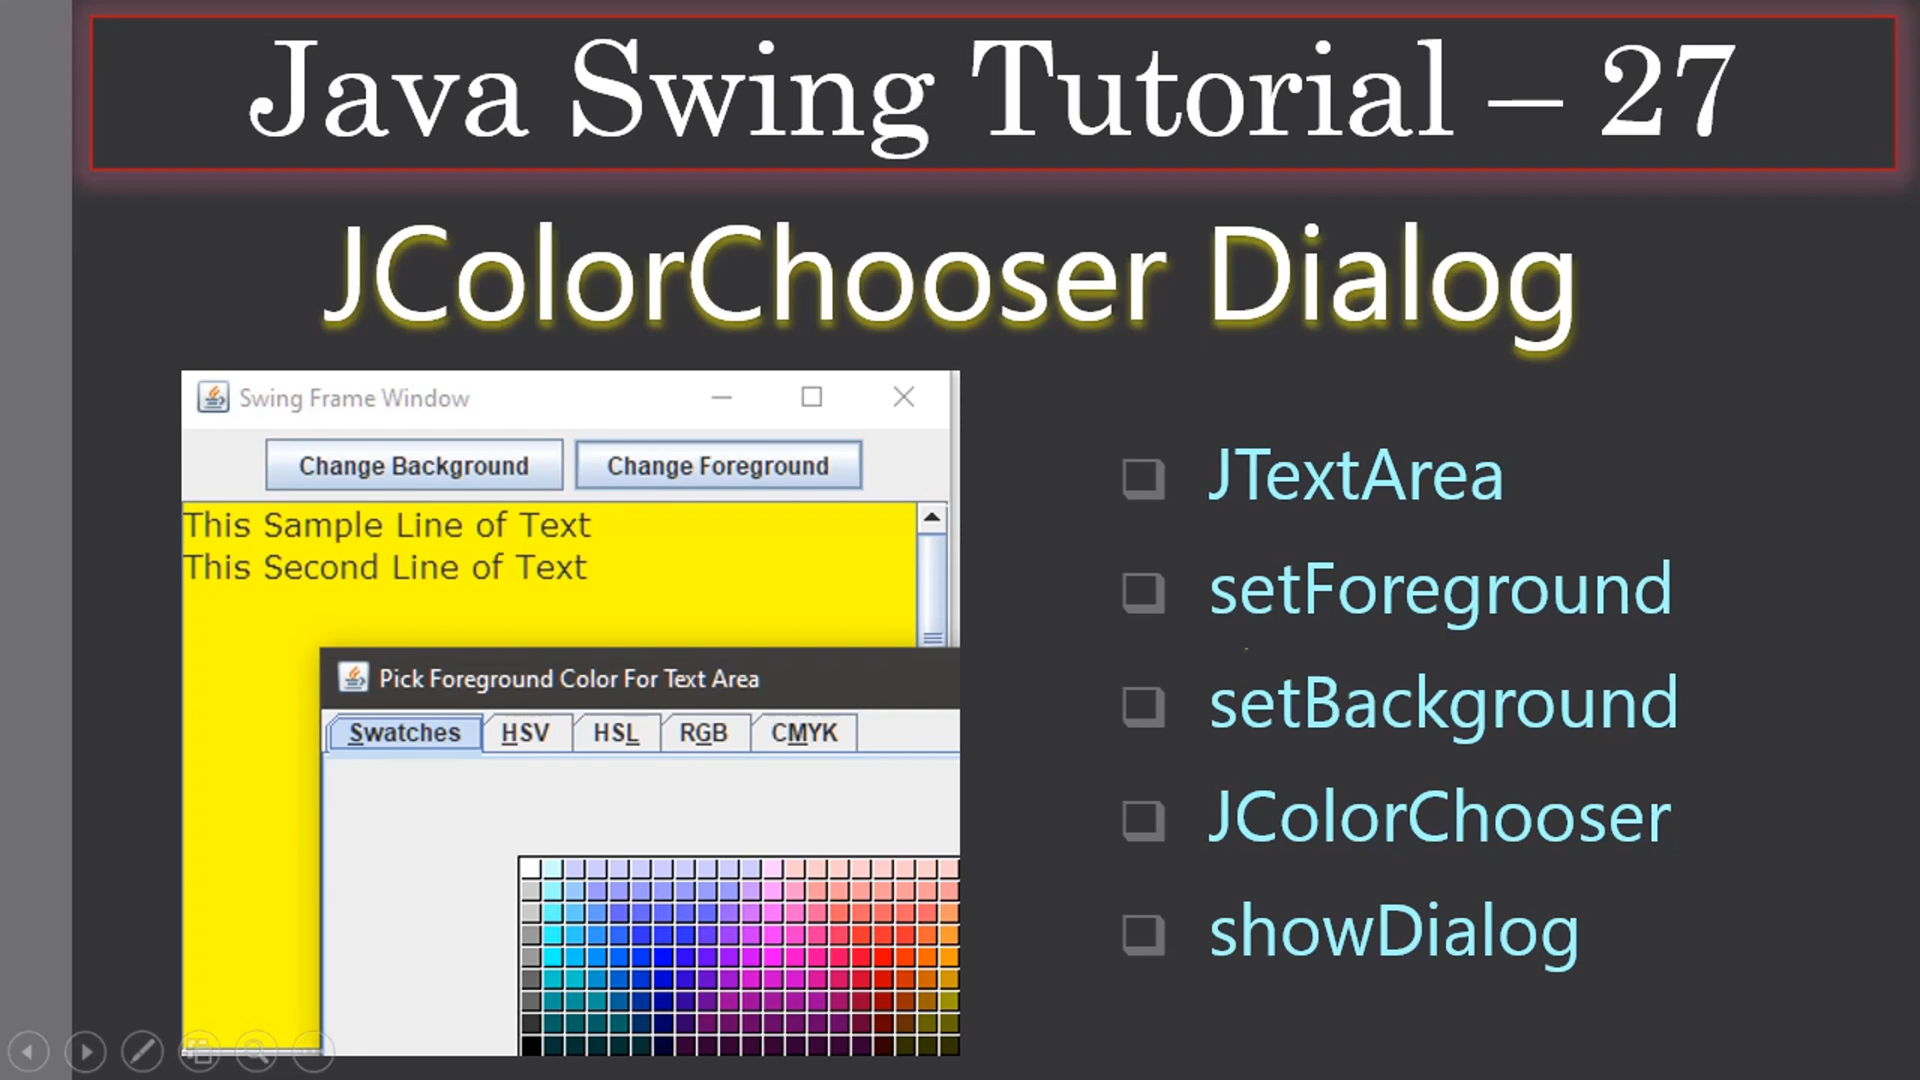 Java Swing Tutorial – 27
JColorChooser Dialog
Swing Frame Window
Change Background
Change Foreground
This Sample Line of Text
This Second Line of Text
Pick Foreground Color For Text Area
Swatches
HSV
HSL
RGB
CMYK
JTextArea
setForeground
setBackground
JColorChooser
showDialog